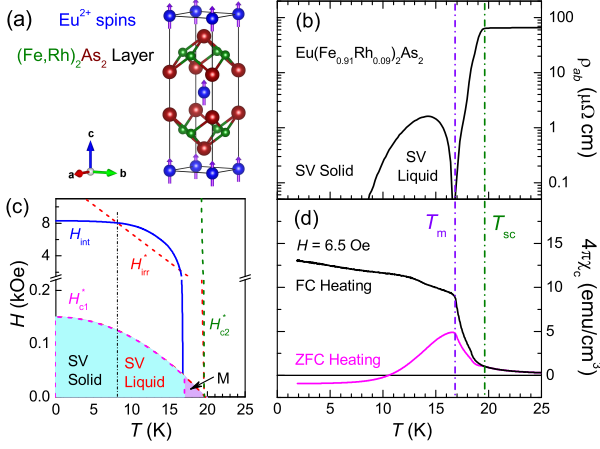 (a)
Eu²⁺ spins
(Fe,Rh)₂As₂ Layer
c
a
b
(b)
Eu(Fe₀.₉₁Rh₀.₀₉)₂As₂
SV Solid
SV
Liquid
100
10
1
0.1
ρab (μΩ cm)
(c)
8
0.2
0.1
0.0
H (kOe)
Hint
H*irr
H*c1
H*c2
SV
Solid
SV
Liquid
M
0 5 10 15 20 25
T (K)
(d)
Tm
Tsc
H = 6.5 Oe
FC Heating
ZFC Heating
15
10
5
0
4πχc (emu/cm³)
0 5 10 15 20 25
T (K)